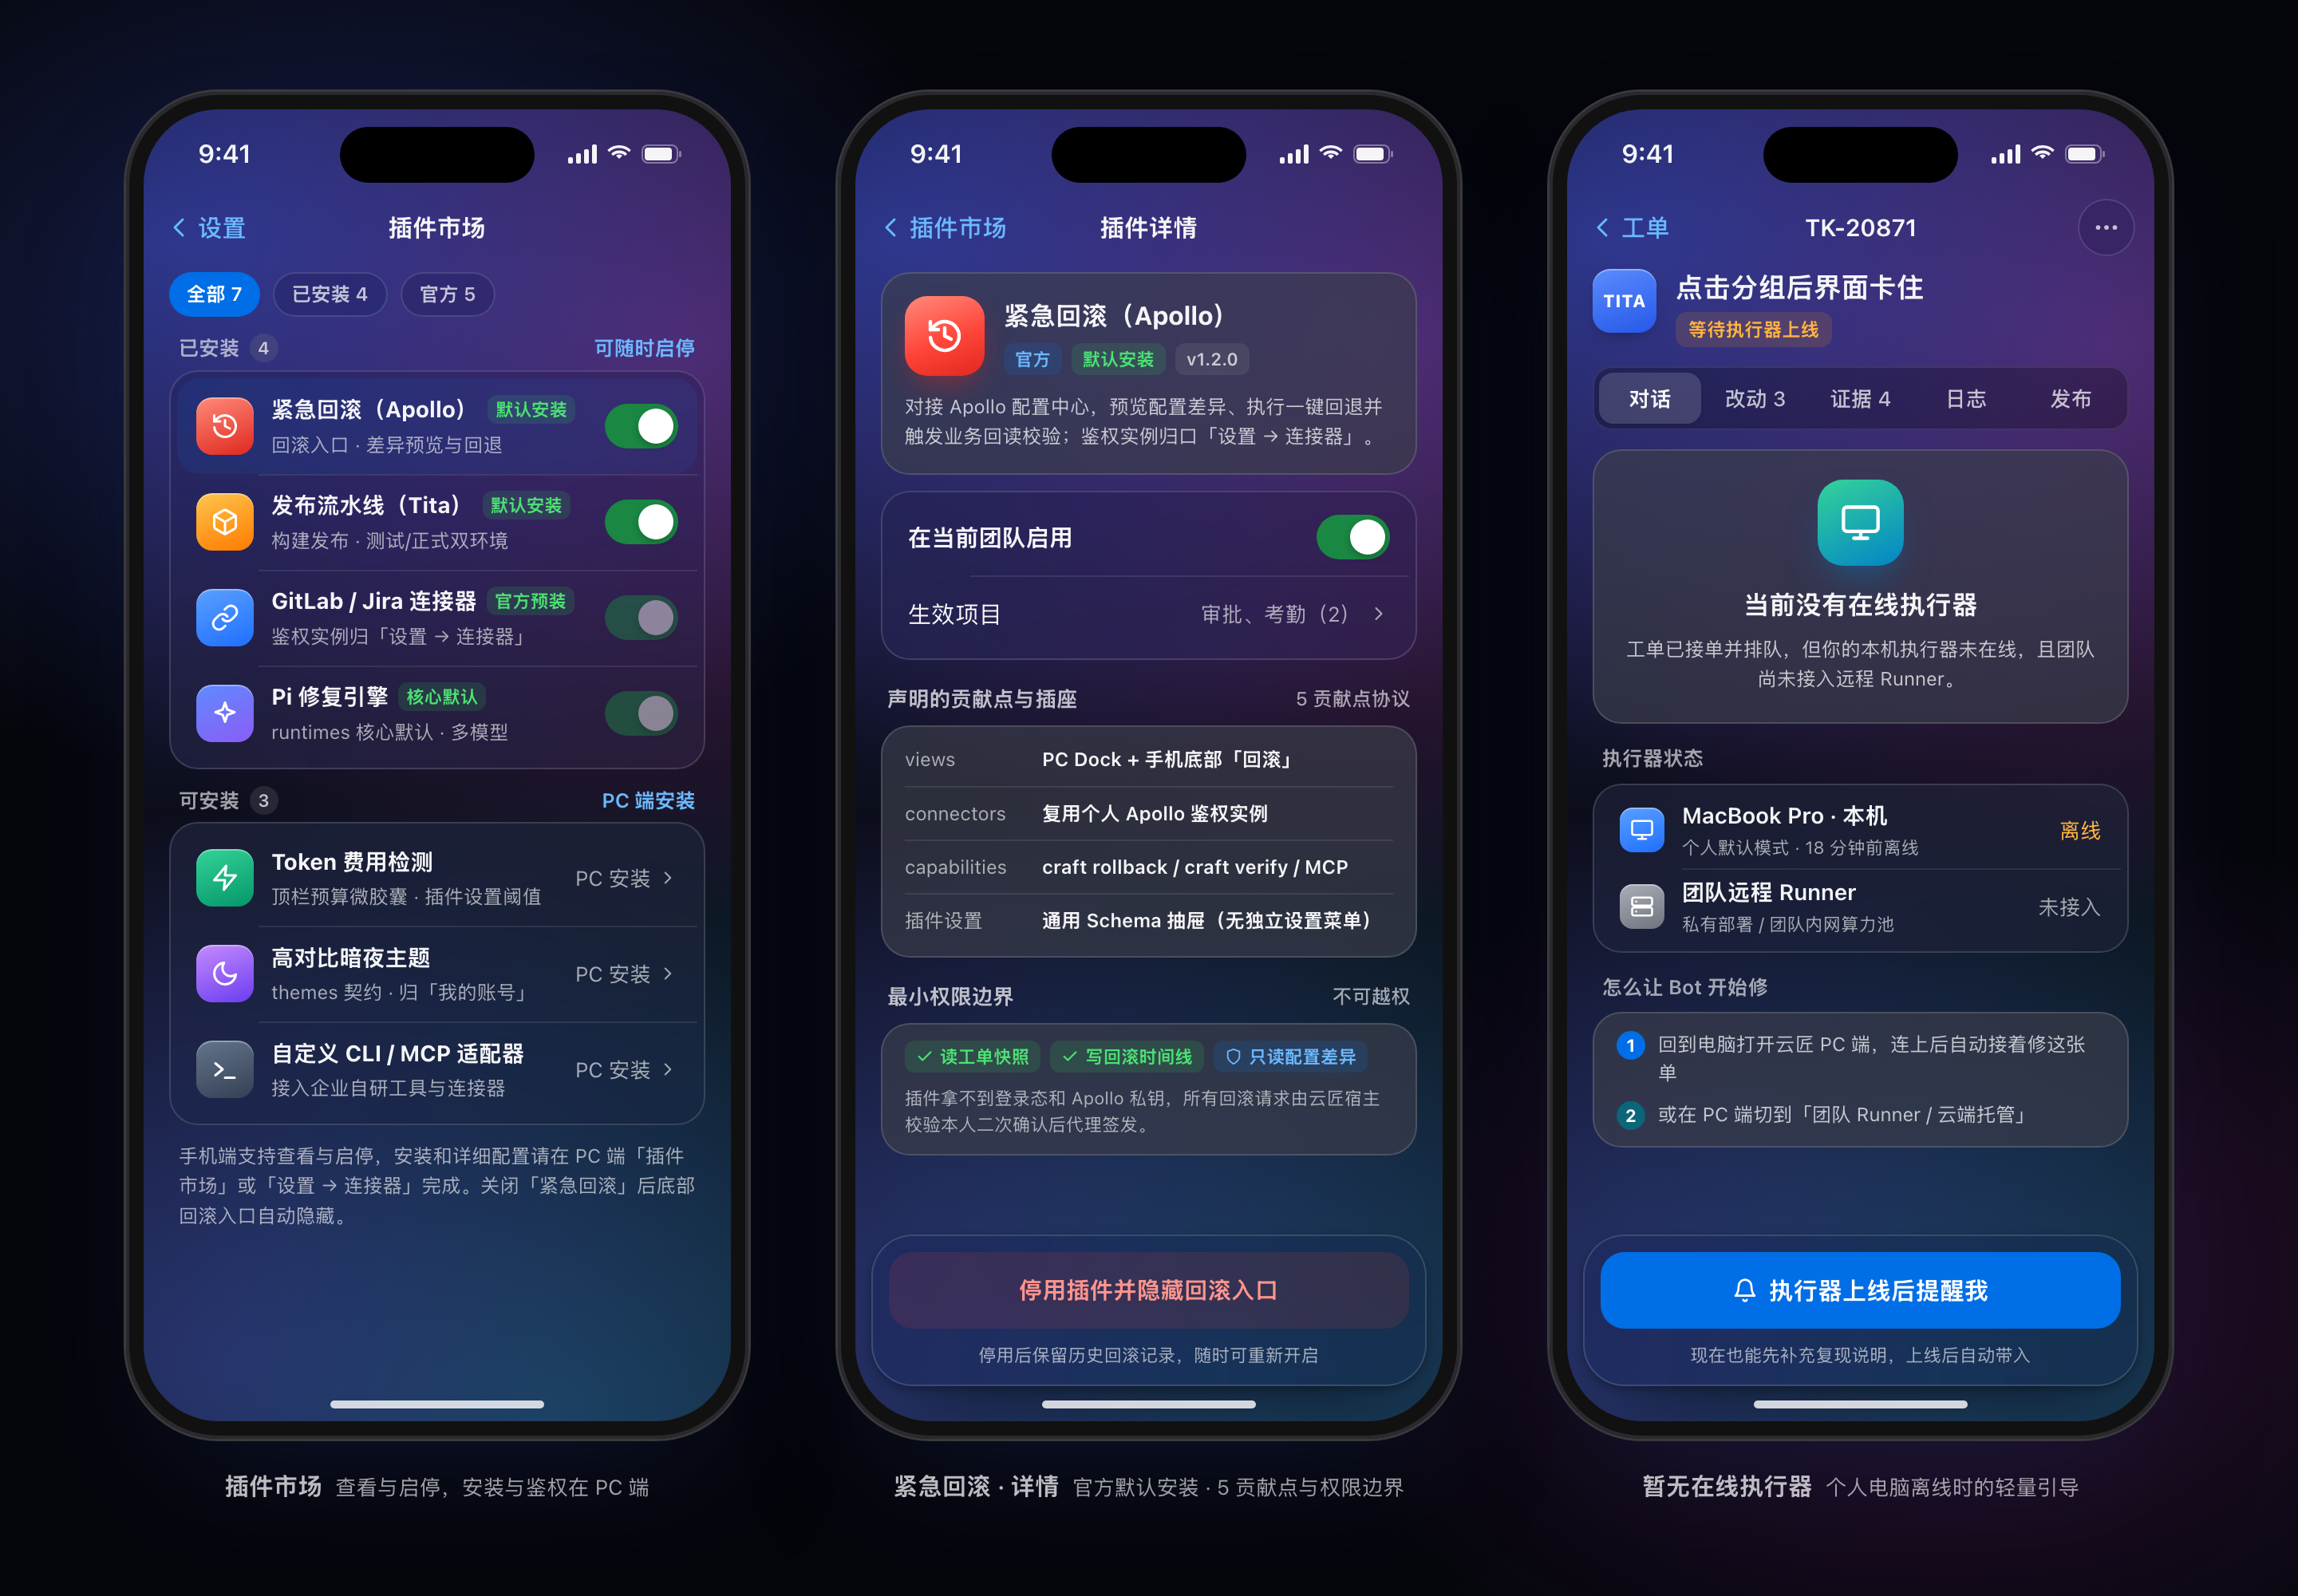 9:41
设置
插件市场
全部 7
已安装 4
官方 5
已安装 4
可随时启停
紧急回滚（Apollo） 默认安装
回滚入口 · 差异预览与回退
发布流水线（Tita） 默认安装
构建发布 · 测试/正式双环境
GitLab / Jira 连接器 官方预装
鉴权实例归「设置 → 连接器」
Pi 修复引擎 核心默认
runtimes 核心默认 · 多模型
可安装 3
PC 端安装
Token 费用检测
顶栏预算微胶囊 · 插件设置阈值
PC 安装
高对比暗夜主题
themes 契约 · 归「我的账号」
PC 安装
自定义 CLI / MCP 适配器
接入企业自研工具与连接器
PC 安装
手机端支持查看与启停，安装和详细配置请在 PC 端「插件
市场」或「设置 → 连接器」完成。关闭「紧急回滚」后底部
回滚入口自动隐藏。
插件市场 查看与启停，安装与鉴权在 PC 端
9:41
插件市场
插件详情
紧急回滚（Apollo）
官方 默认安装 v1.2.0
对接 Apollo 配置中心，预览配置差异、执行一键回退并
触发业务回读校验；鉴权实例归口「设置 → 连接器」。
在当前团队启用
生效项目
审批、考勤（2）
声明的贡献点与插座
5 贡献点协议
views PC Dock + 手机底部「回滚」
connectors 复用个人 Apollo 鉴权实例
capabilities craft rollback / craft verify / MCP
插件设置 通用 Schema 抽屉（无独立设置菜单）
最小权限边界
不可越权
读工单快照 写回滚时间线 只读配置差异
插件拿不到登录态和 Apollo 私钥，所有回滚请求由云匠宿主
校验本人二次确认后代理签发。
停用插件并隐藏回滚入口
停用后保留历史回滚记录，随时可重新开启
紧急回滚 · 详情 官方默认安装 · 5 贡献点与权限边界
9:41
工单
TK-20871
TITA
点击分组后界面卡住
等待执行器上线
对话 改动 3 证据 4 日志 发布
当前没有在线执行器
工单已接单并排队，但你的本机执行器未在线，且团队
尚未接入远程 Runner。
执行器状态
MacBook Pro · 本机
个人默认模式 · 18 分钟前离线
离线
团队远程 Runner
私有部署 / 团队内网算力池
未接入
怎么让 Bot 开始修
1 回到电脑打开云匠 PC 端，连上后自动接着修这张
单
2 或在 PC 端切到「团队 Runner / 云端托管」
执行器上线后提醒我
现在也能先补充复现说明，上线后自动带入
暂无在线执行器 个人电脑离线时的轻量引导